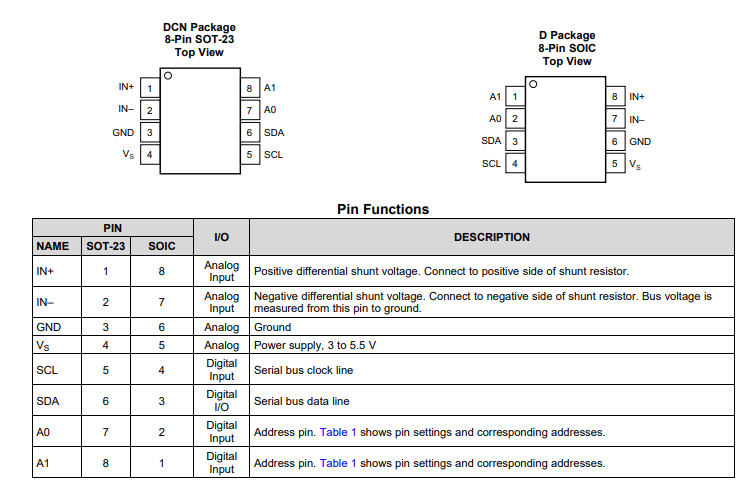 DCN Package
8-Pin SOT-23
Top View
IN+ 1 8 A1
IN– 2 7 A0
GND 3 6 SDA
VS 4 5 SCL
D Package
8-Pin SOIC
Top View
A1 1 8 IN+
A0 2 7 IN–
SDA 3 6 GND
SCL 4 5 VS
Pin Functions
PIN I/O DESCRIPTION
NAME SOT-23 SOIC
IN+ 1 8 Analog Input Positive differential shunt voltage. Connect to positive side of shunt resistor.
IN– 2 7 Analog Input Negative differential shunt voltage. Connect to negative side of shunt resistor. Bus voltage is
measured from this pin to ground.
GND 3 6 Analog Ground
VS 4 5 Analog Power supply, 3 to 5.5 V
SCL 5 4 Digital Input Serial bus clock line
SDA 6 3 Digital I/O Serial bus data line
A0 7 2 Digital Input Address pin. Table 1 shows pin settings and corresponding addresses.
A1 8 1 Digital Input Address pin. Table 1 shows pin settings and corresponding addresses.